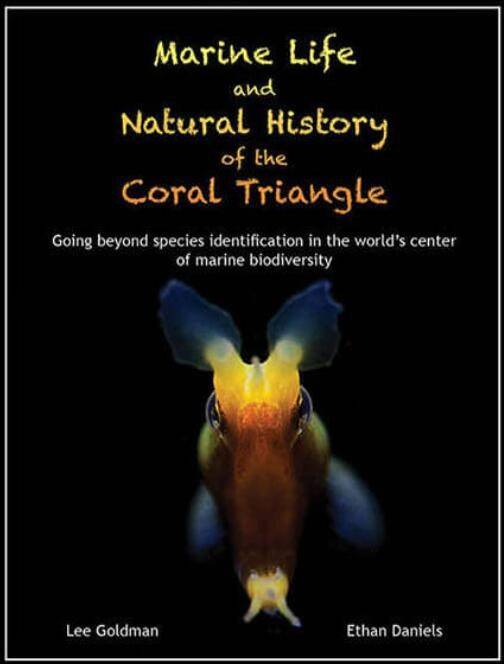 Marine Life
and
Natural History
of the
Coral Triangle
Going beyond species identification in the world's center
of marine biodiversity
Lee Goldman
Ethan Daniels